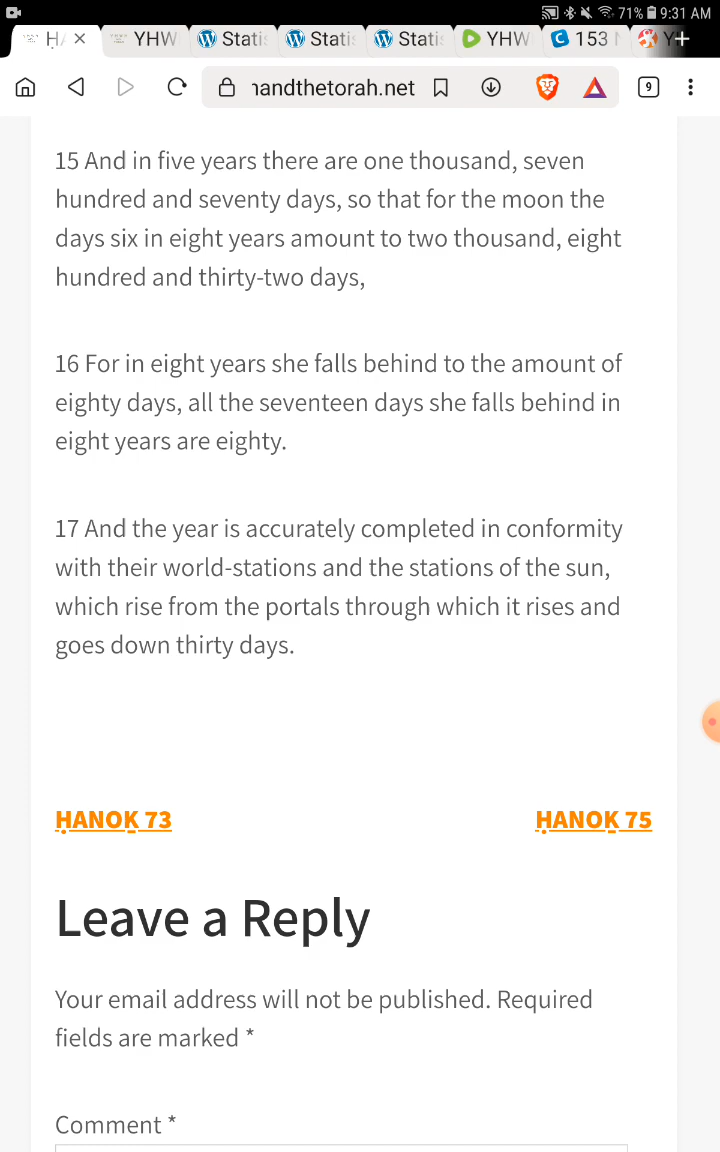 71% 9:31 AM
YHW Statis Statis Statis YHW 153
nandthetorah.net 9
15 And in five years there are one thousand, seven
hundred and seventy days, so that for the moon the
days six in eight years amount to two thousand, eight
hundred and thirty-two days,
16 For in eight years she falls behind to the amount of
eighty days, all the seventeen days she falls behind in
eight years are eighty.
17 And the year is accurately completed in conformity
with their world-stations and the stations of the sun,
which rise from the portals through which it rises and
goes down thirty days.
ḤANOḴ 73 ḤANOḴ 75
Leave a Reply
Your email address will not be published. Required
fields are marked *
Comment *